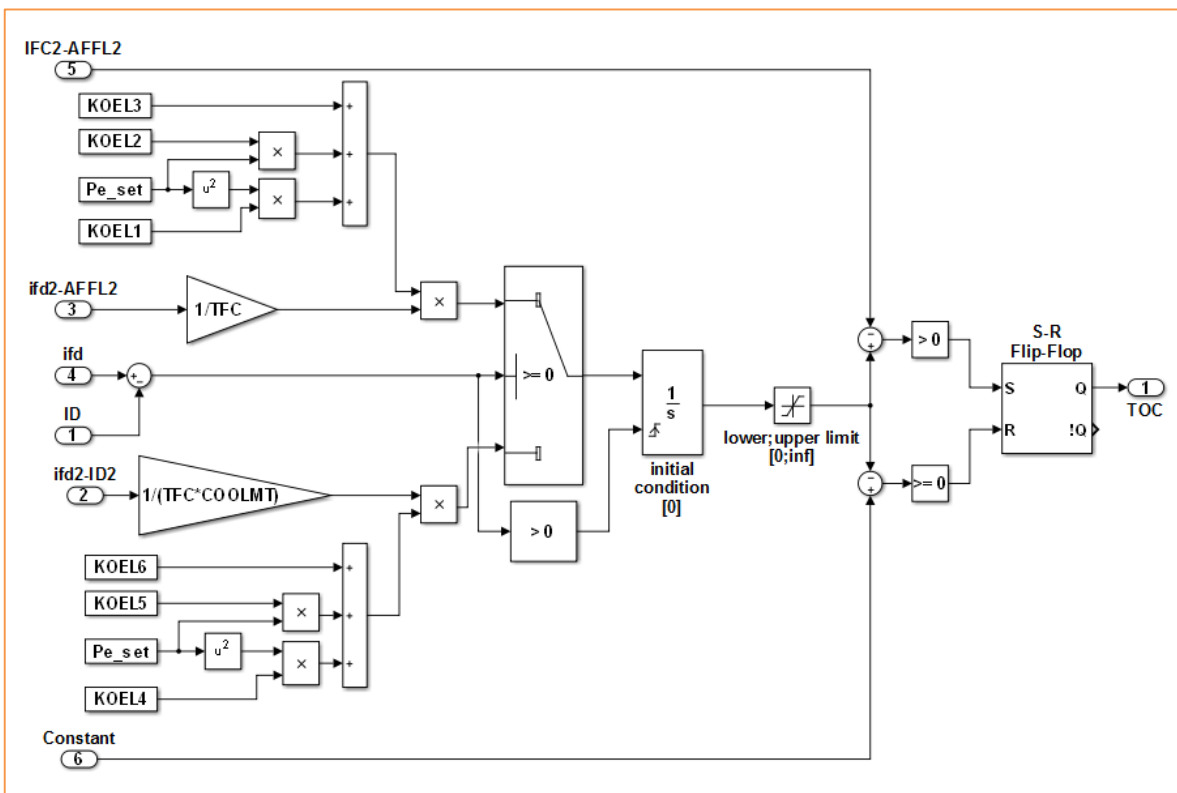 IFC2-AFFL2
5
KOEL3
KOEL2
Pe_set
KOEL1
u²
×
×
+
+
+
ifd2-AFFL2
3
1/TFC
×
ifd
4
+
−
ID
1
>= 0
ifd2-ID2
2
1/(TFC*COOLMT)
×
> 0
1
s
initial
condition
[0]
lower;upper limit
[0;inf]
KOEL6
KOEL5
Pe_set
KOEL4
u²
×
×
+
+
+
Constant
6
−
+
> 0
−
+
>= 0
S-R
Flip-Flop
S
Q
R
!Q
1
TOC